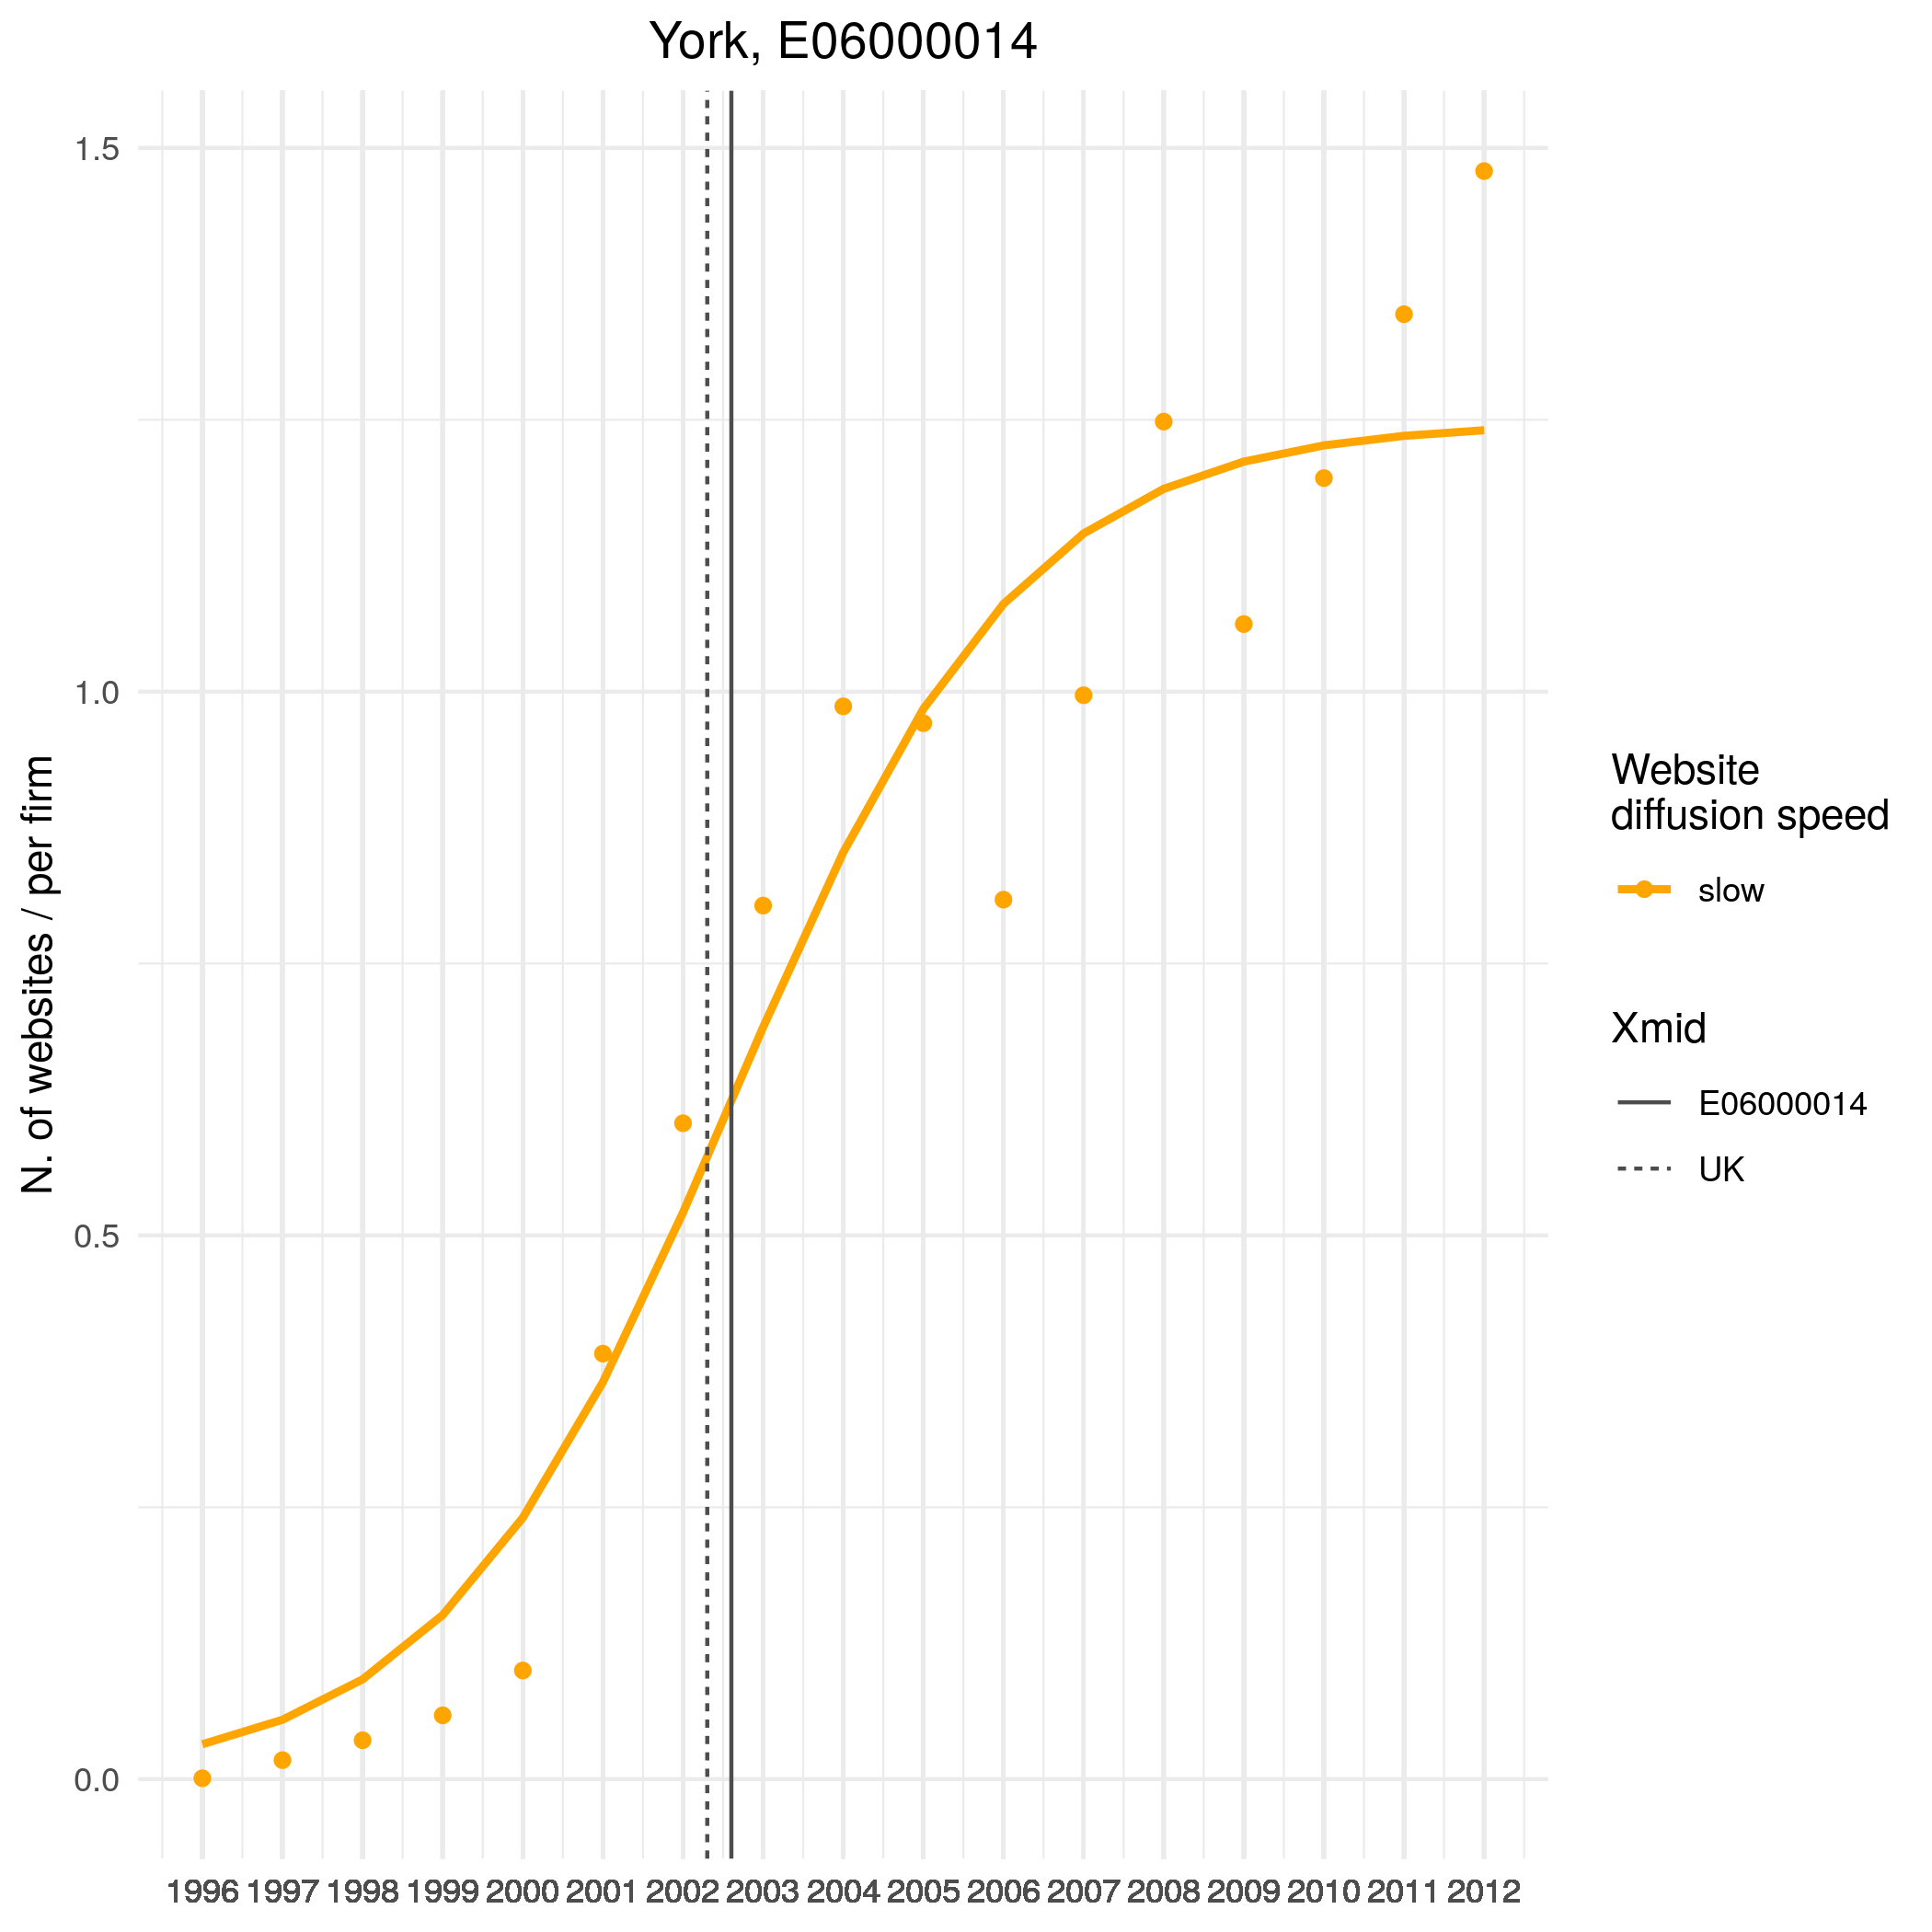 York, E06000014
1.5
1.0
0.5
0.0
N. of websites / per firm
1996 1997 1998 1999 2000 2001 2002 2003 2004 2005 2006 2007 2008 2009 2010 2011 2012
Website
diffusion speed
slow
Xmid
E06000014
UK